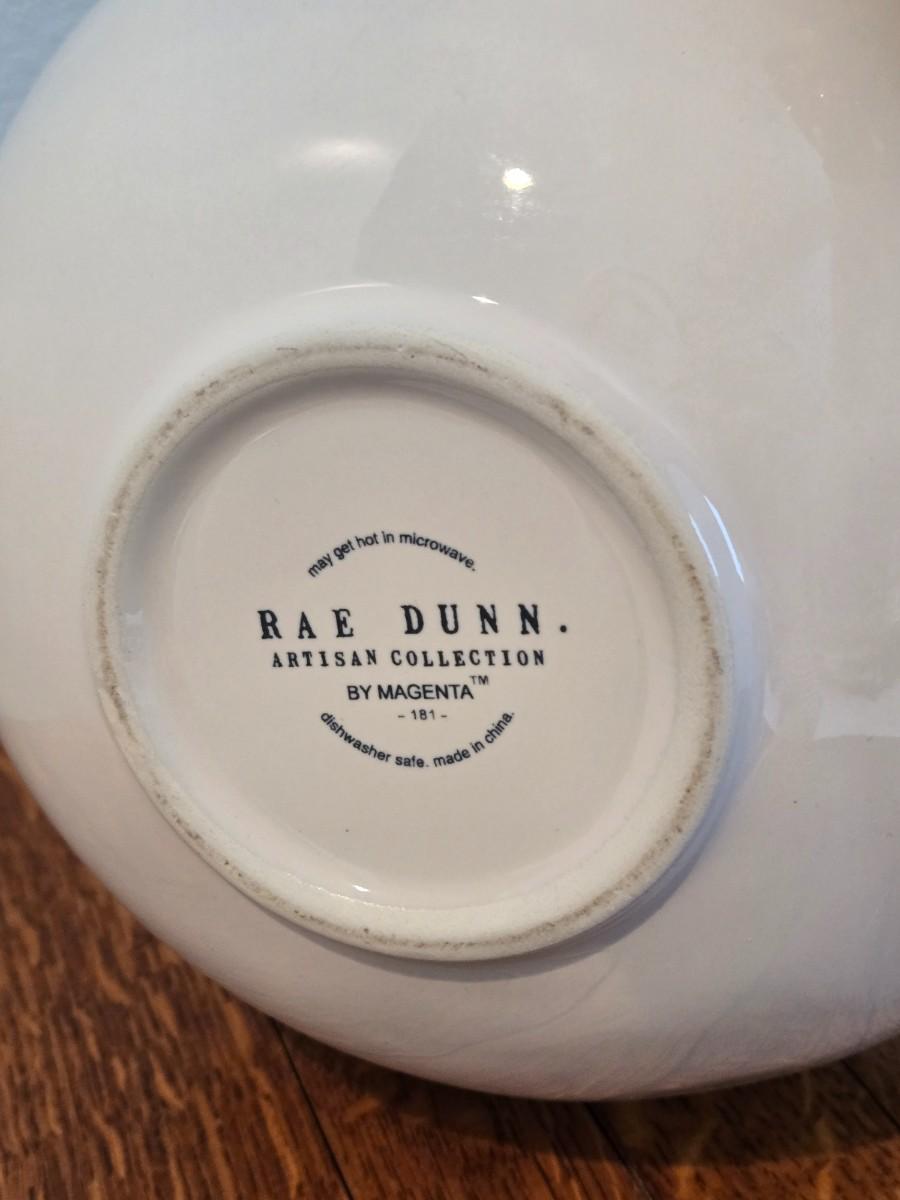 may get hot in microwave.
RAE DUNN.
ARTISAN COLLECTION
BY MAGENTA™
- 181 -
dishwasher safe. made in china.